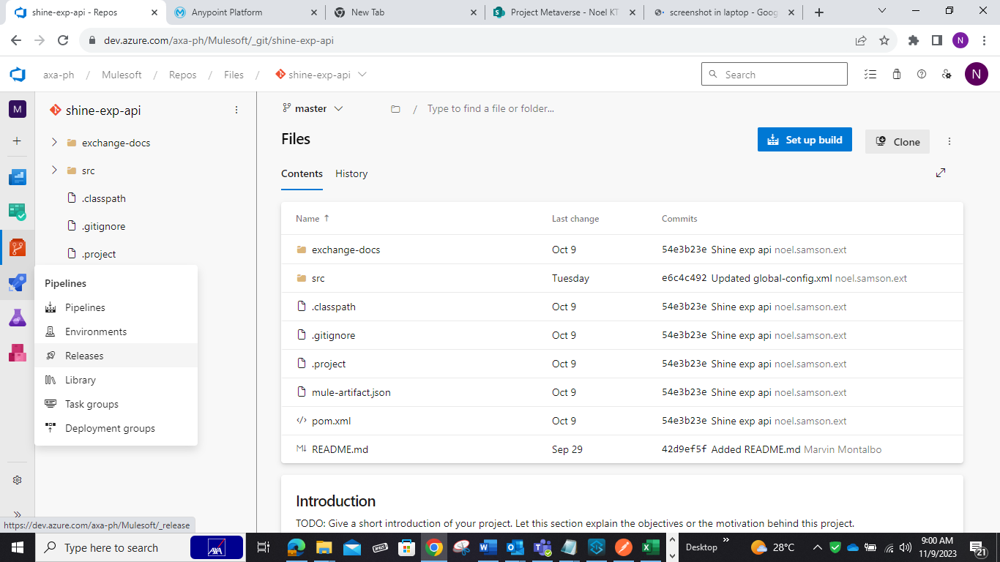 shine-exp-api - Repos
Anypoint Platform
New Tab
Project Metaverse - Noel KT
screenshot in laptop - Goog
dev.azure.com/axa-ph/Mulesoft/_git/shine-exp-api
N
axa-ph / Mulesoft / Repos / Files / shine-exp-api
Search
N
M
shine-exp-api
exchange-docs
src
.classpath
.gitignore
.project
Pipelines
Pipelines
Environments
Releases
Library
Task groups
Deployment groups
https://dev.azure.com/axa-ph/Mulesoft/_release
master
/ Type to find a file or folder...
Files
Set up build
Clone
Contents
History
Name Last change Commits
exchange-docs Oct 9 54e3b23e Shine exp api noel.samson.ext
src Tuesday e6c4c492 Updated global-config.xml noel.samson.ext
.classpath Oct 9 54e3b23e Shine exp api noel.samson.ext
.gitignore Oct 9 54e3b23e Shine exp api noel.samson.ext
.project Oct 9 54e3b23e Shine exp api noel.samson.ext
mule-artifact.json Oct 9 54e3b23e Shine exp api noel.samson.ext
pom.xml Oct 9 54e3b23e Shine exp api noel.samson.ext
README.md Sep 29 42d9ef5f Added README.md Marvin Montalbo
Introduction
TODO: Give a short introduction of your project. Let this section explain the objectives or the motivation behind this project.
Type here to search
AXA
Desktop
28°C
9:00 AM
11/9/2023
21